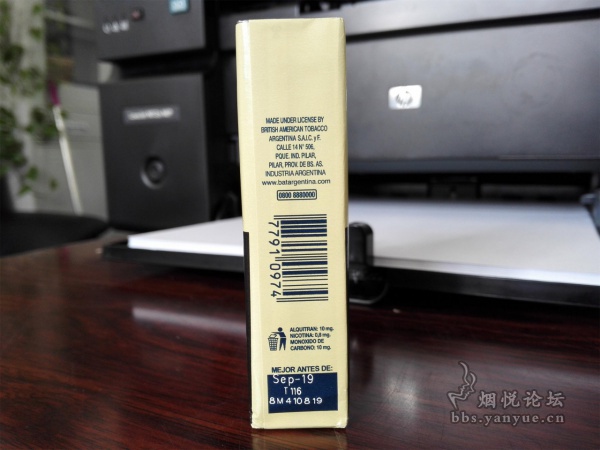 MADE UNDER LICENSE BY
BRITISH AMERICAN TOBACCO
ARGENTINA S.A.I.C. y F.
CALLE 14 N° 506,
PQUE. IND. PILAR,
PILAR, PROV. DE BS. AS.
INDUSTRIA ARGENTINA
www.batargentina.com
0800 8888000
77910974
ALQUITRAN: 10 mg.
NICOTINA: 0,8 mg.
MONOXIDO DE
CARBONO: 10 mg.
MEJOR ANTES DE:
Sep-19
T116
8M410819
hp
烟悦论坛
bbs.yanyue.cn